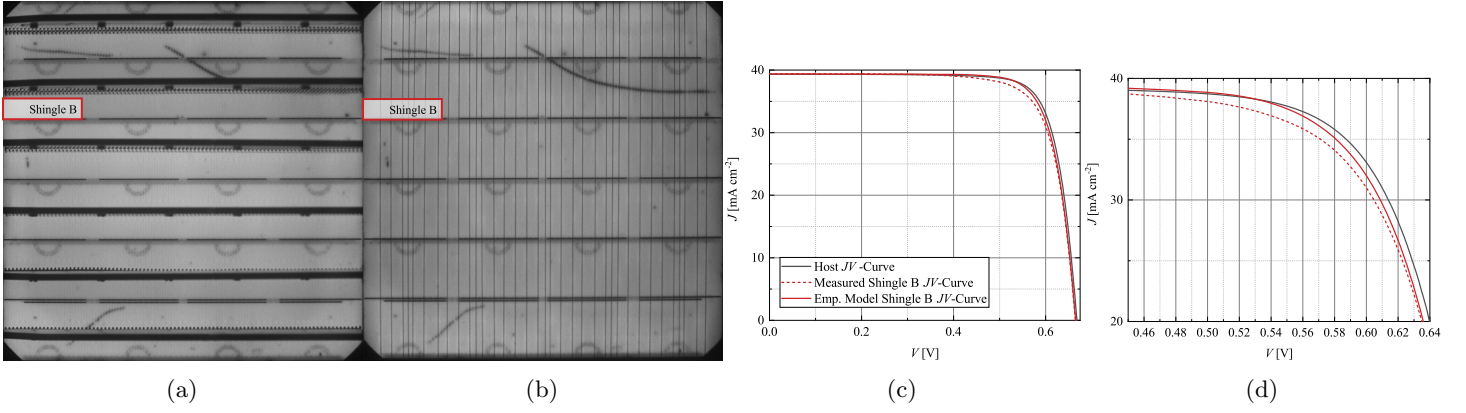 Shingle B
Shingle B
40
30
20
10
0
J [mA cm⁻²]
Host JV -Curve
Measured Shingle B JV-Curve
Emp. Model Shingle B JV-Curve
0.0 0.2 0.4 0.6
V [V]
40
30
20
J [mA cm⁻²]
0.46 0.48 0.50 0.52 0.54 0.56 0.58 0.60 0.62 0.64
V [V]
(a) (b) (c) (d)